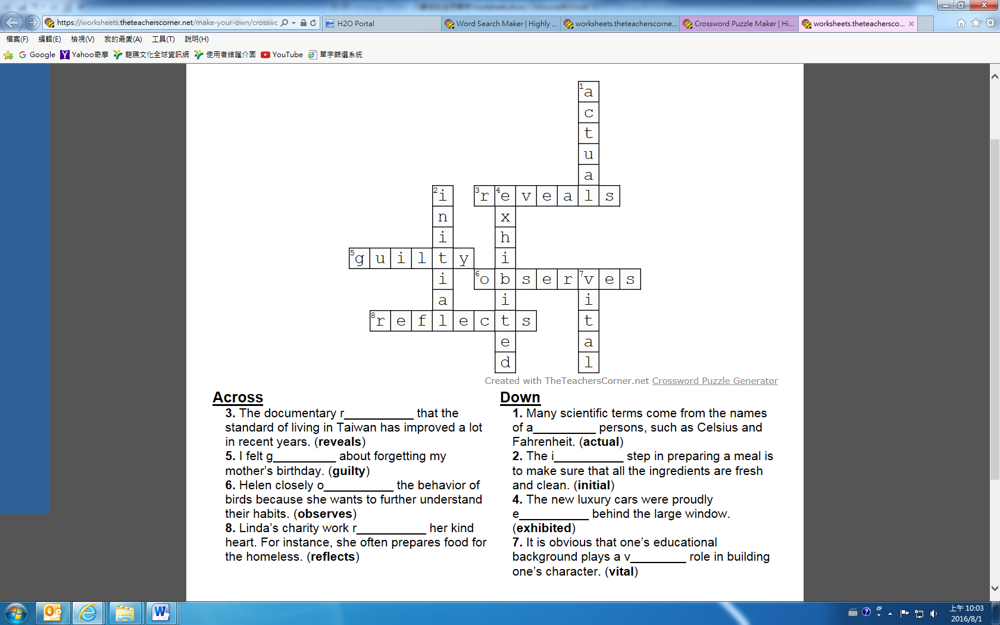 https://worksheets.theteacherscorner.net/make-your-own/crosswc
H2O Portal
Word Search Maker | Highly ...
worksheets.theteacherscorne...
Crossword Puzzle Maker | Hi...
worksheets.theteachersco...
檔案(F) 編輯(E) 檢視(V) 我的最愛(A) 工具(T) 說明(H)
Google Yahoo奇摩 龍騰文化全球資訊網 使用者維護介面 YouTube 單字篩選系統
1 a
c
t
u
a
2 i 3 r 4 e v e a l s
n x
i h
5 g u i l t y i
i 6 o b s e r 7 v e s
a i i
8 r e f l e c t s t
e a
d l
Created with TheTeachersCorner.net Crossword Puzzle Generator
Across
3. The documentary r__________ that the
standard of living in Taiwan has improved a lot
in recent years. (reveals)
5. I felt g_________ about forgetting my
mother’s birthday. (guilty)
6. Helen closely o__________ the behavior of
birds because she wants to further understand
their habits. (observes)
8. Linda’s charity work r__________ her kind
heart. For instance, she often prepares food for
the homeless. (reflects)
Down
1. Many scientific terms come from the names
of a_________ persons, such as Celsius and
Fahrenheit. (actual)
2. The i__________ step in preparing a meal is
to make sure that all the ingredients are fresh
and clean. (initial)
4. The new luxury cars were proudly
e__________ behind the large window.
(exhibited)
7. It is obvious that one’s educational
background plays a v________ role in building
one’s character. (vital)
上午 10:03
2016/8/1